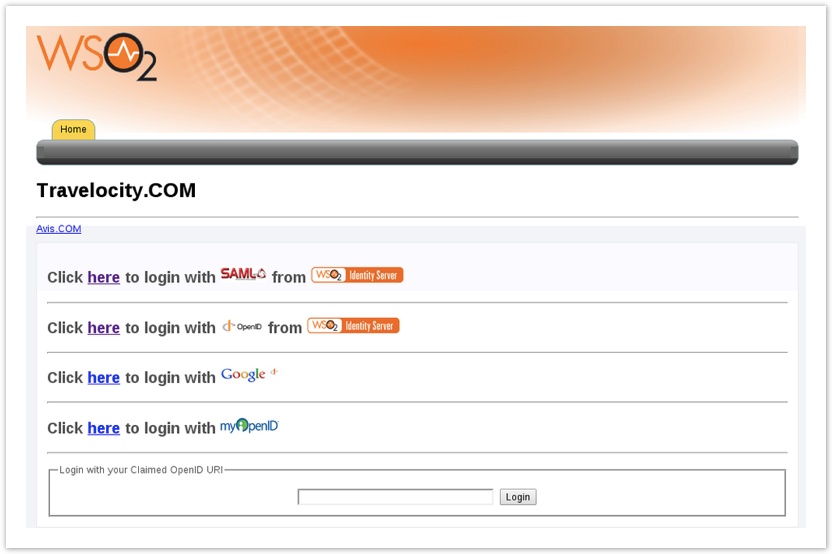 WSO2
Home
Travelocity.COM
Avis.COM
Click here to login with SAML from WSO2 Identity Server
Click here to login with OpenID from WSO2 Identity Server
Click here to login with Google
Click here to login with myOpenID
Login with your Claimed OpenID URI
Login